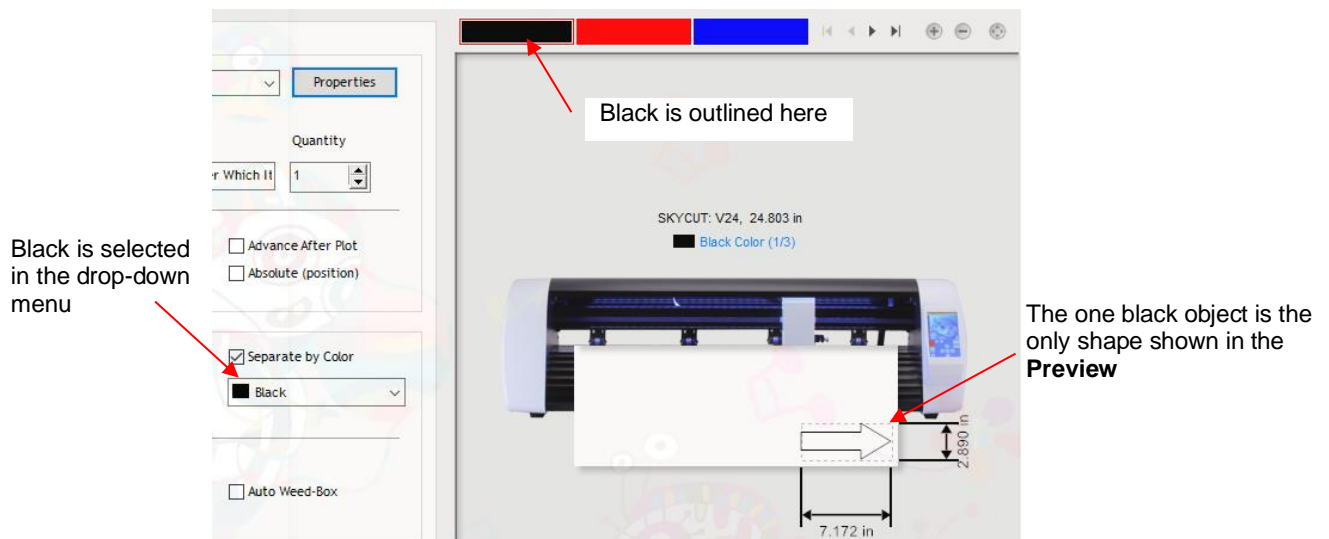 Properties
Black is outlined here
Quantity
r Which It
1
SKYCUT: V24, 24.803 in
Black Color (1/3)
Black is selected
in the drop-down
menu
Advance After Plot
Absolute (position)
The one black object is the
only shape shown in the
Preview
Separate by Color
Black
2.890 in
Auto Weed-Box
7.172 in